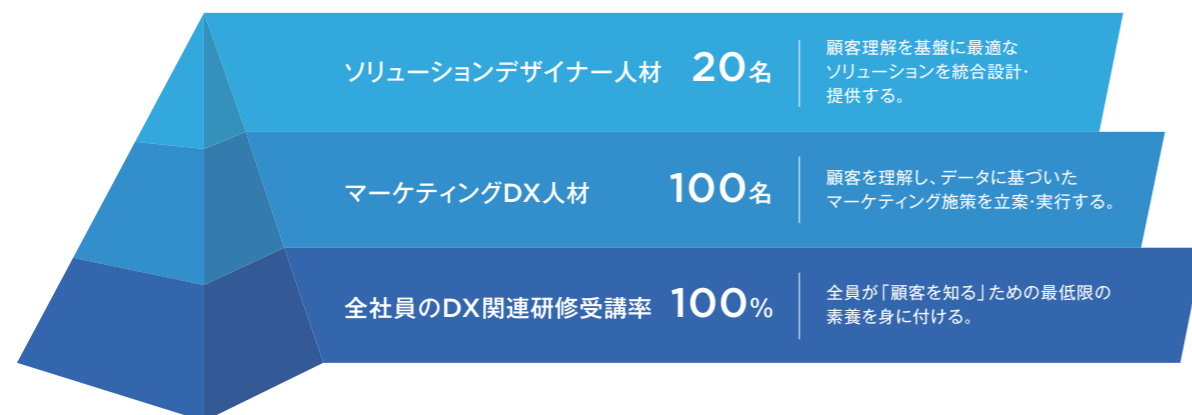 ソリューションデザイナー人材 20名
顧客理解を基盤に最適な
ソリューションを統合設計・
提供する。
マーケティングDX人材 100名
顧客を理解し、データに基づいた
マーケティング施策を立案・実行する。
全社員のDX関連研修受講率 100%
全員が「顧客を知る」ための最低限の
素養を身に付ける。